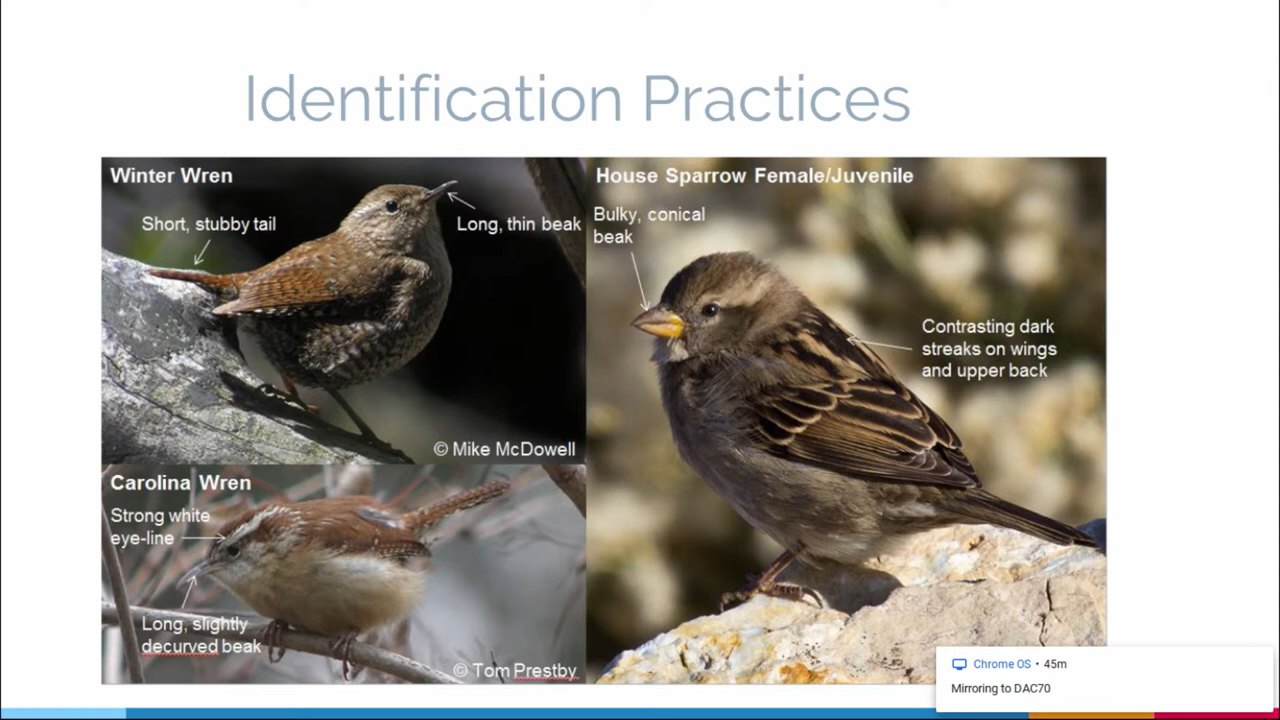 Identification Practices
Winter Wren
Short, stubby tail
Long, thin beak
© Mike McDowell
Carolina Wren
Strong white
eye-line
Long, slightly
decurved beak
© Tom Prestby
House Sparrow Female/Juvenile
Bulky, conical
beak
Contrasting dark
streaks on wings
and upper back
Chrome OS • 45m
Mirroring to DAC70